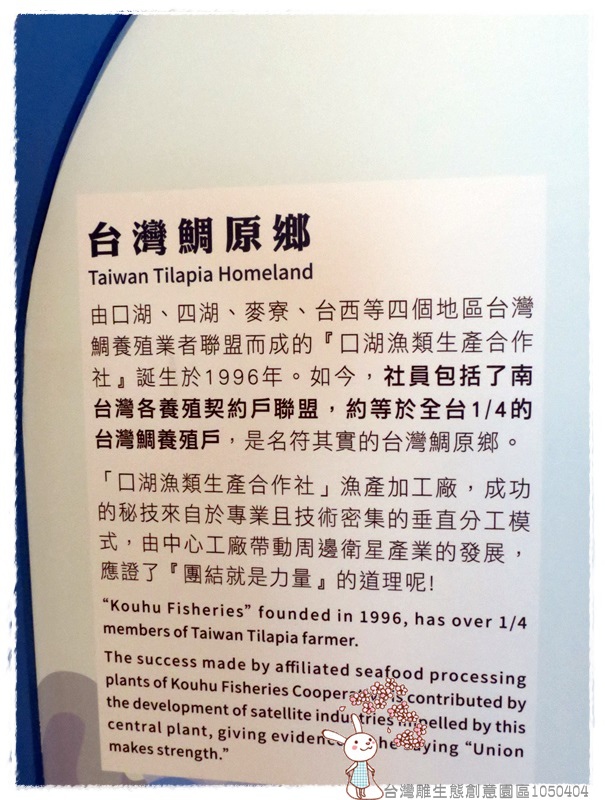 台灣鯛原鄉
Taiwan Tilapia Homeland
由口湖、四湖、麥寮、台西等四個地區台灣
鯛養殖業者聯盟而成的『口湖漁類生產合作
社』誕生於1996年。如今，社員包括了南
台灣各養殖契約戶聯盟，約等於全台1/4的
台灣鯛養殖戶，是名符其實的台灣鯛原鄉。
「口湖漁類生產合作社」漁產加工廠，成功
的秘技來自於專業且技術密集的垂直分工模
式，由中心工廠帶動周邊衛星產業的發展，
應證了『團結就是力量』的道理呢!
“Kouhu Fisheries” founded in 1996, has over 1/4
members of Taiwan Tilapia farmer.
The success made by affiliated seafood processing
plants of Kouhu Fisheries is contributed by
the development of satellite industries impelled by this
central plant, giving saying “Union
makes strength.”
台灣雕生態創意園區1050404